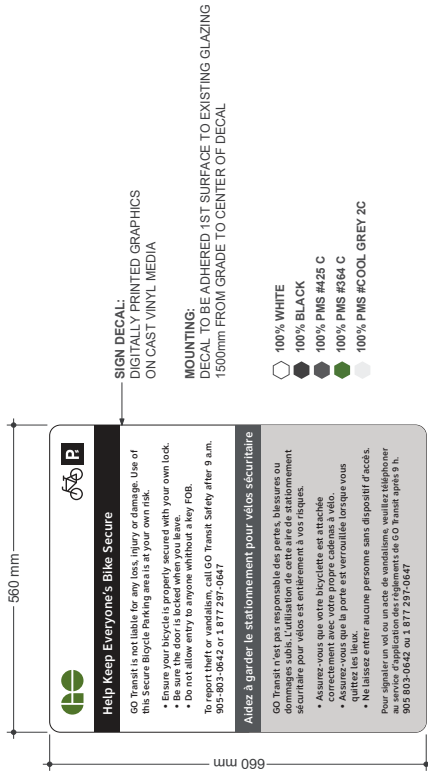 560 mm
660 mm
GO
P
Help Keep Everyone's Bike Secure
GO Transit is not liable for any loss, injury or damage. Use of
this Secure Bicycle Parking area is at your own risk.
• Ensure your bicycle is properly secured with your own lock.
• Be sure the door is locked when you leave.
• Do not allow entry to anyone without a key FOB.
To report theft or vandalism, call GO Transit Safety after 9 a.m.
905-803-0642 or 1 877 297-0647
Aidez à garder le stationnement pour vélos sécuritaire
GO Transit n'est pas responsable des pertes, blessures ou
dommages subis. L'utilisation de cette aire de stationnement
sécuritaire pour vélos est entièrement à vos risques.
• Assurez-vous que votre bicyclette est attachée
correctement avec votre propre cadenas à vélo.
• Assurez-vous que la porte est verrouillée lorsque vous
quittez les lieux.
• Ne laissez entrer aucune personne sans dispositif d'accès.
Pour signaler un vol ou un acte de vandalisme, veuillez téléphoner
au service d'application des règlements de GO Transit après 9 h.
905 803-0642 ou 1 877 297-0647
SIGN DECAL:
DIGITALLY PRINTED GRAPHICS
ON CAST VINYL MEDIA
MOUNTING:
DECAL TO BE ADHERED 1ST SURFACE TO EXISTING GLAZING
1500mm FROM GRADE TO CENTER OF DECAL
100% WHITE
100% BLACK
100% PMS #425 C
100% PMS #364 C
100% PMS #COOL GREY 2C